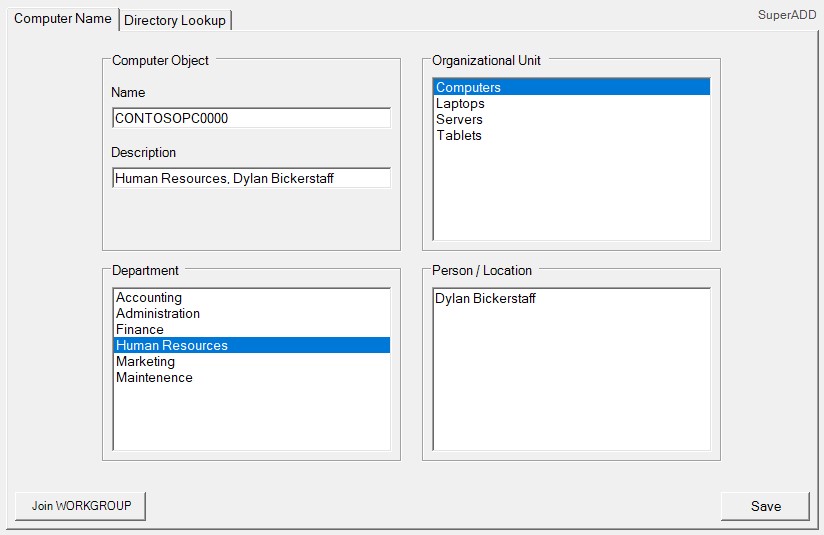 Computer Name
Directory Lookup
SuperADD
Computer Object
Name
CONTOSOPC0000
Description
Human Resources, Dylan Bickerstaff
Organizational Unit
Computers
Laptops
Servers
Tablets
Department
Accounting
Administration
Finance
Human Resources
Marketing
Maintenence
Person / Location
Dylan Bickerstaff
Join WORKGROUP
Save